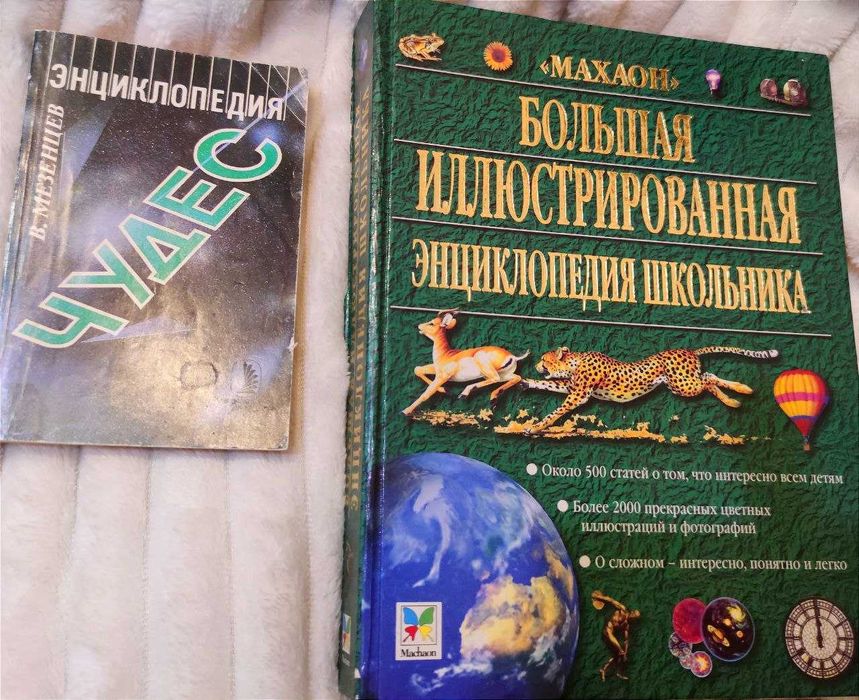 ЭНЦИКЛОПЕДИЯ
В. МЕЗЕНЦЕВ
ЧУДЕС
«МАХАОН»
БОЛЬШАЯ
ИЛЛЮСТРИРОВАННАЯ
ЭНЦИКЛОПЕДИЯ ШКОЛЬНИКА
• Около 500 статей о том, что интересно всем детям
• Более 2000 прекрасных цветных
иллюстраций и фотографий
• О сложном – интересно, понятно и легко
Machaon